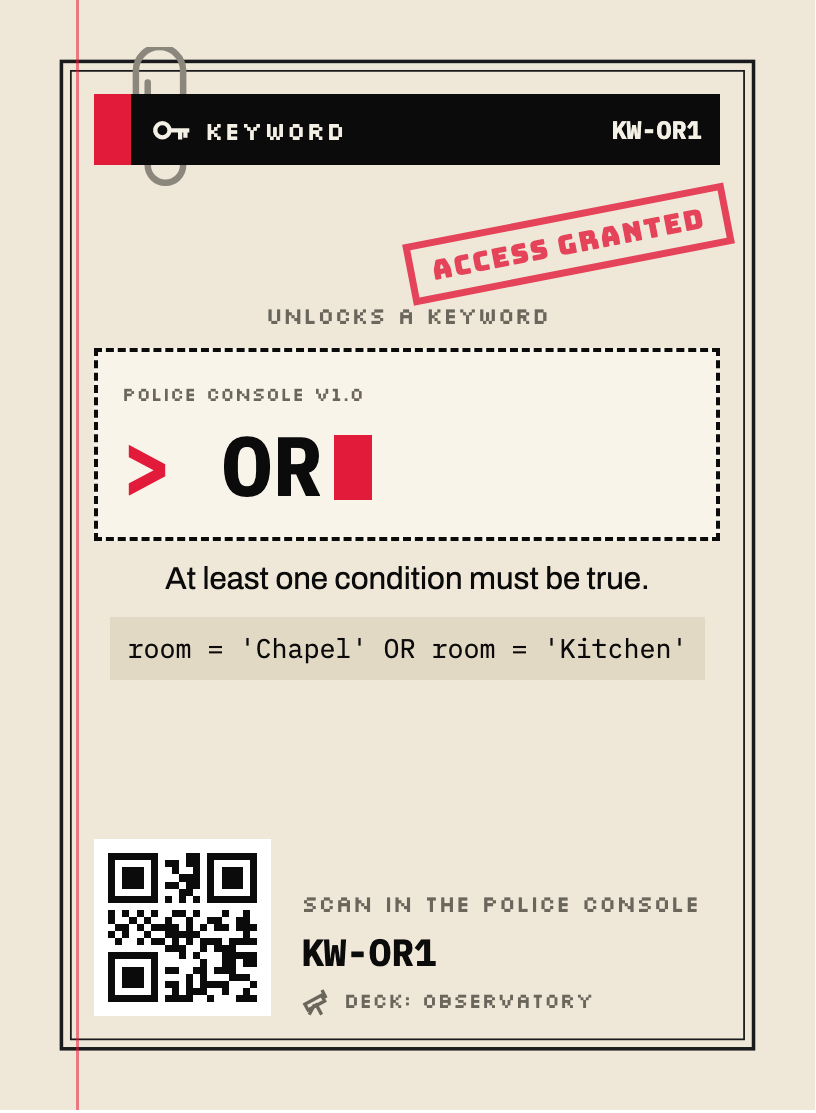 KEYWORD KW-OR1
ACCESS GRANTED
UNLOCKS A KEYWORD
POLICE CONSOLE V1.0
> OR
At least one condition must be true.
room = 'Chapel' OR room = 'Kitchen'
SCAN IN THE POLICE CONSOLE
KW-OR1
DECK: OBSERVATORY